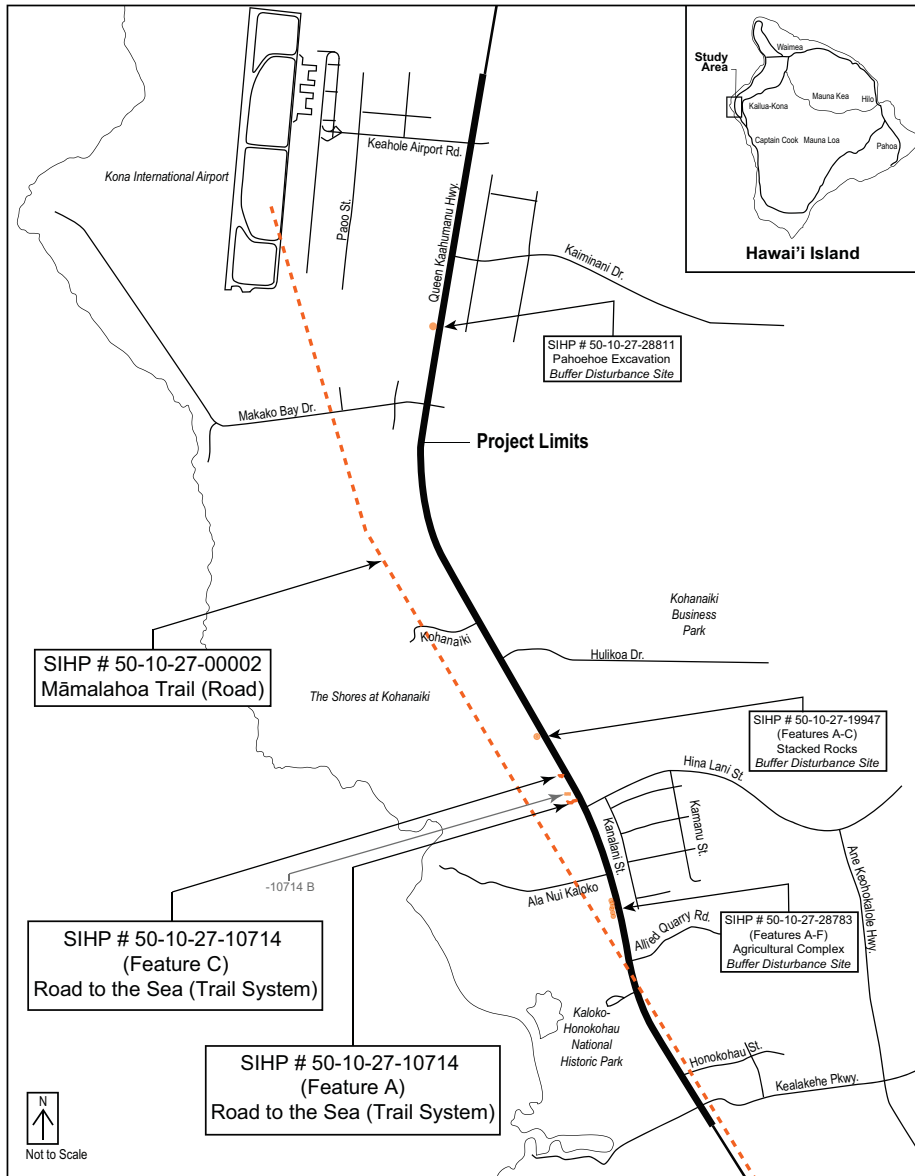 Study
Area
Waimea
Mauna Kea
Hilo
Kailua-Kona
Captain Cook
Mauna Loa
Pahoa
Hawai'i Island
Keahole Airport Rd.
Kona International Airport
Paoo St.
Queen Kaahumanu Hwy.
Kaiminani Dr.
SIHP # 50-10-27-28811
Pahoehoe Excavation
Buffer Disturbance Site
Makako Bay Dr.
Project Limits
Kohanaiki
Business
Park
Kohanaiki
Hulikoa Dr.
SIHP # 50-10-27-00002
Māmalahoa Trail (Road)
The Shores at Kohanaiki
SIHP # 50-10-27-19947
(Features A-C)
Stacked Rocks
Buffer Disturbance Site
Hina Lani St.
Kanalani St.
Kamanu St.
Ane Keohokalole Hwy.
-10714 B
Ala Nui Kaloko
Allied Quarry Rd.
SIHP # 50-10-27-28783
(Features A-F)
Agricultural Complex
Buffer Disturbance Site
SIHP # 50-10-27-10714
(Feature C)
Road to the Sea (Trail System)
Kaloko-
Honokohau
National
Historic Park
SIHP # 50-10-27-10714
(Feature A)
Road to the Sea (Trail System)
Honokohau St.
Kealakehe Pkwy.
N
Not to Scale